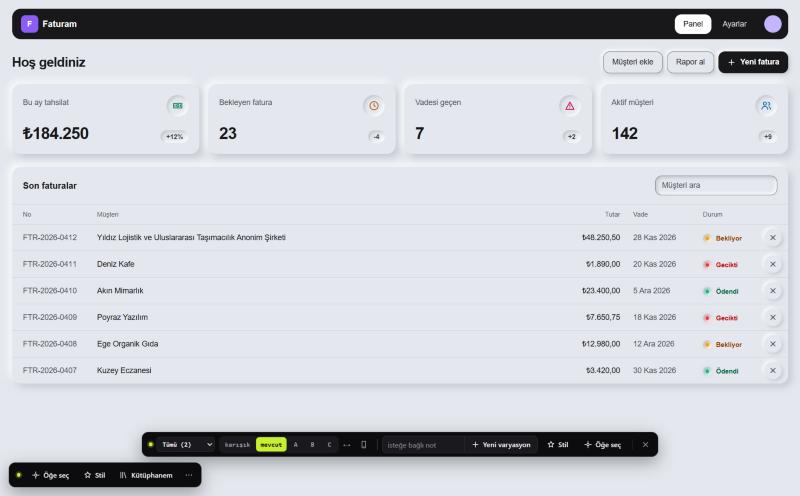 F Faturam Panel Ayarlar
Hoş geldiniz Müşteri ekle Rapor al + Yeni fatura
Bu ay tahsilat Bekleyen fatura Vadesi geçen Aktif müşteri
₺184.250 +12% 23 -4 7 +2 142 +9
Son faturalar Müşteri ara
No Müşteri Tutar Vade Durum
FTR-2026-0412 Yıldız Lojistik ve Uluslararası Taşımacılık Anonim Şirketi ₺48.250,50 28 Kas 2026 Bekliyor
FTR-2026-0411 Deniz Kafe ₺1.890,00 20 Kas 2026 Gecikti
FTR-2026-0410 Akın Mimarlık ₺23.400,00 5 Ara 2026 Ödendi
FTR-2026-0409 Poyraz Yazılım ₺7.650,75 18 Kas 2026 Gecikti
FTR-2026-0408 Ege Organik Gıda ₺12.980,00 12 Ara 2026 Bekliyor
FTR-2026-0407 Kuzey Eczanesi ₺3.420,00 30 Kas 2026 Ödendi
Tümü (2) karışık mevcut A B C isteğe bağlı not + Yeni varyasyon Stil Öğe seç
Öğe seç Stil Kütüphanem ...